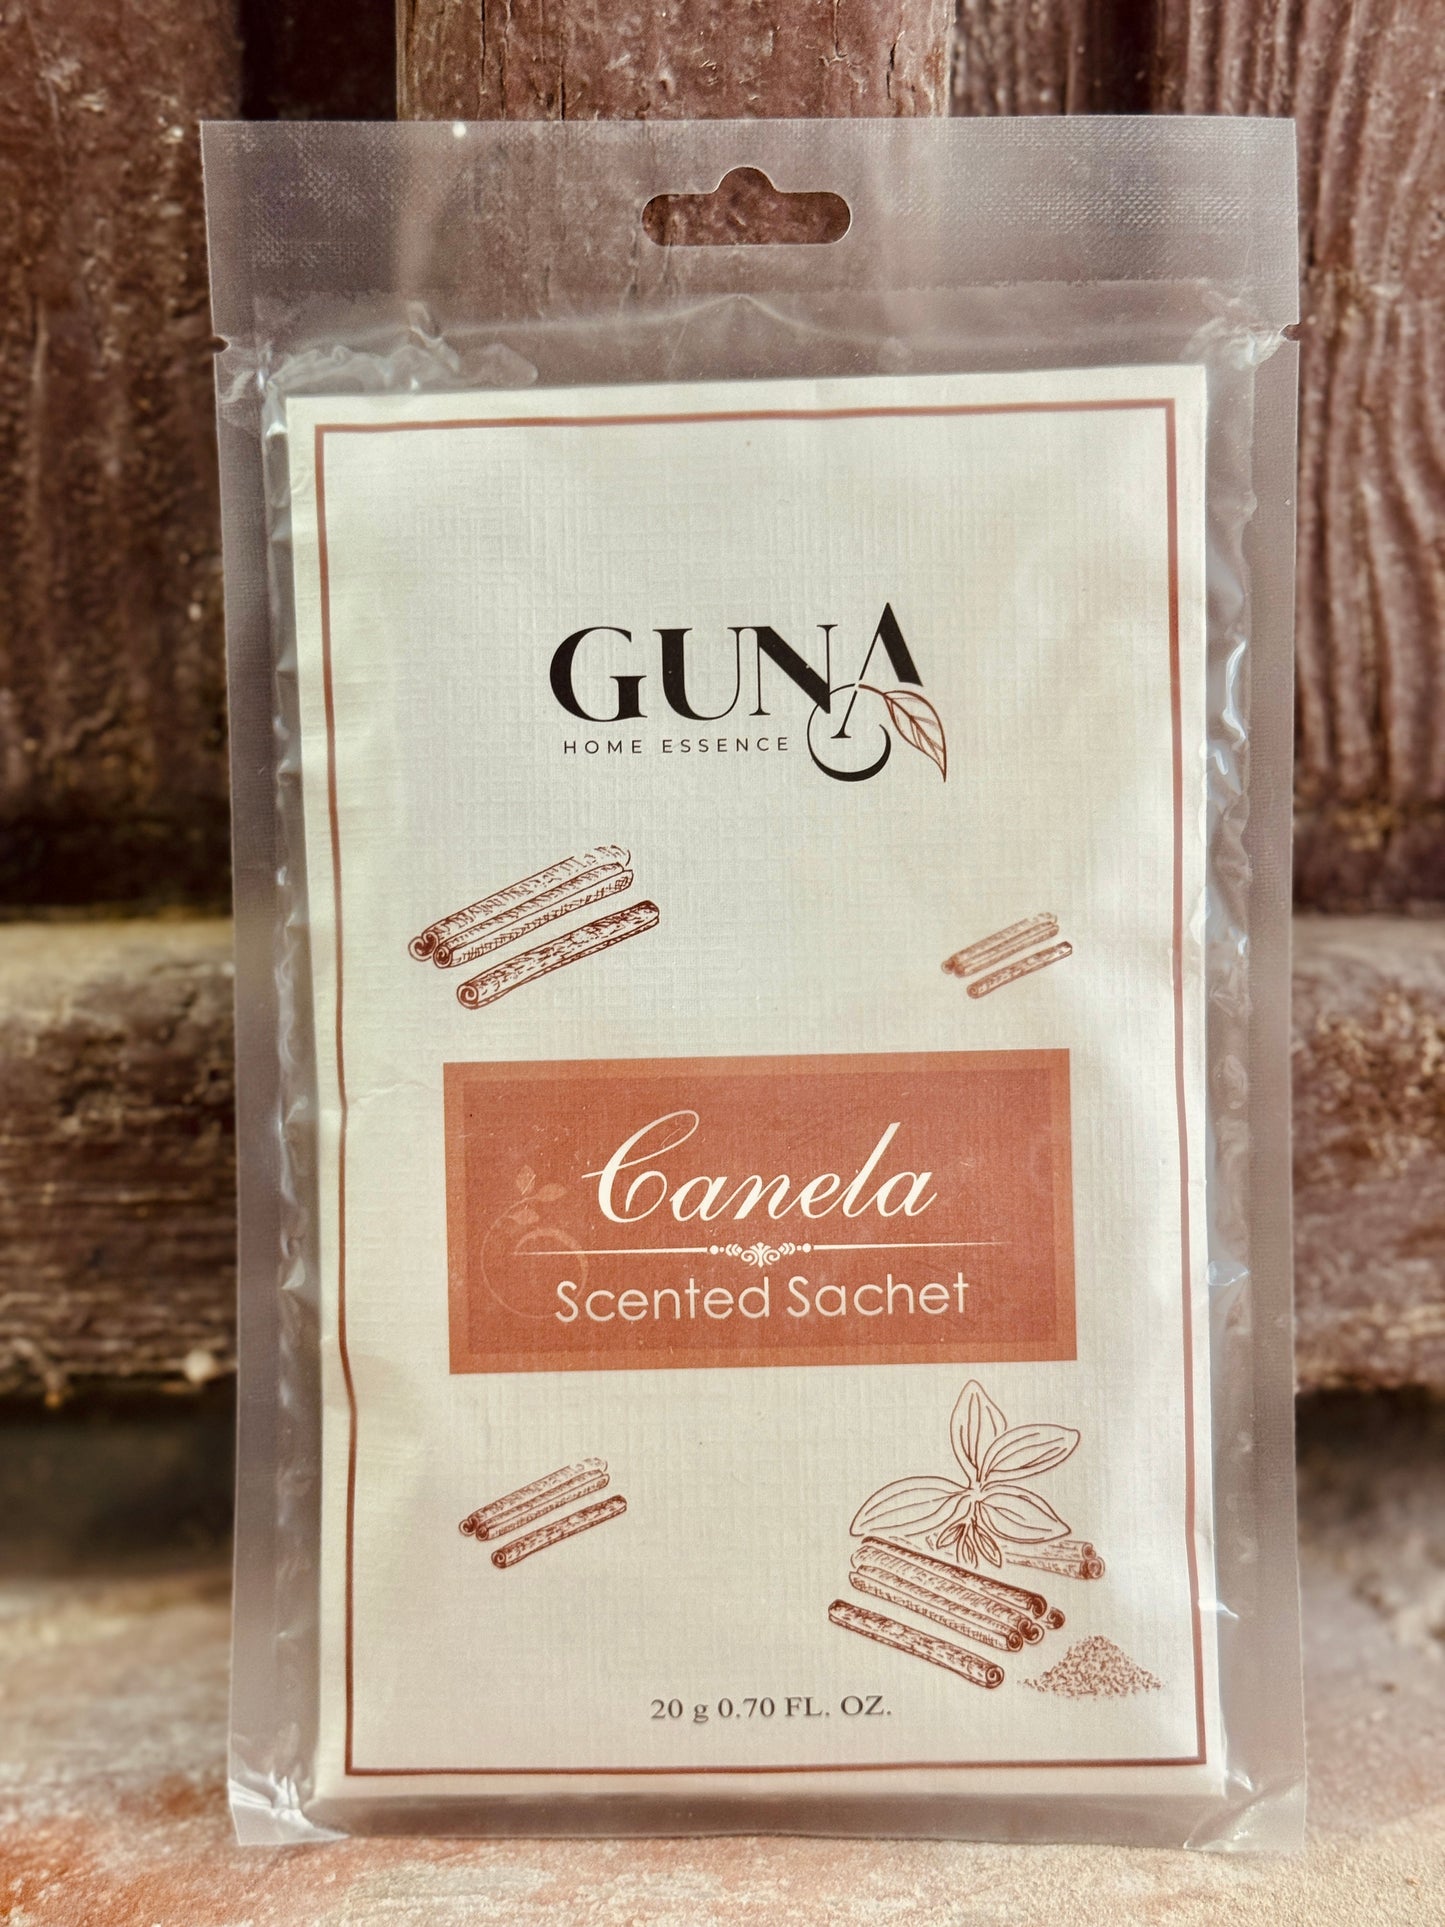 GUNA
HOME ESSENCE
Canela
Scented Sachet
20 g 0.70 FL. OZ.